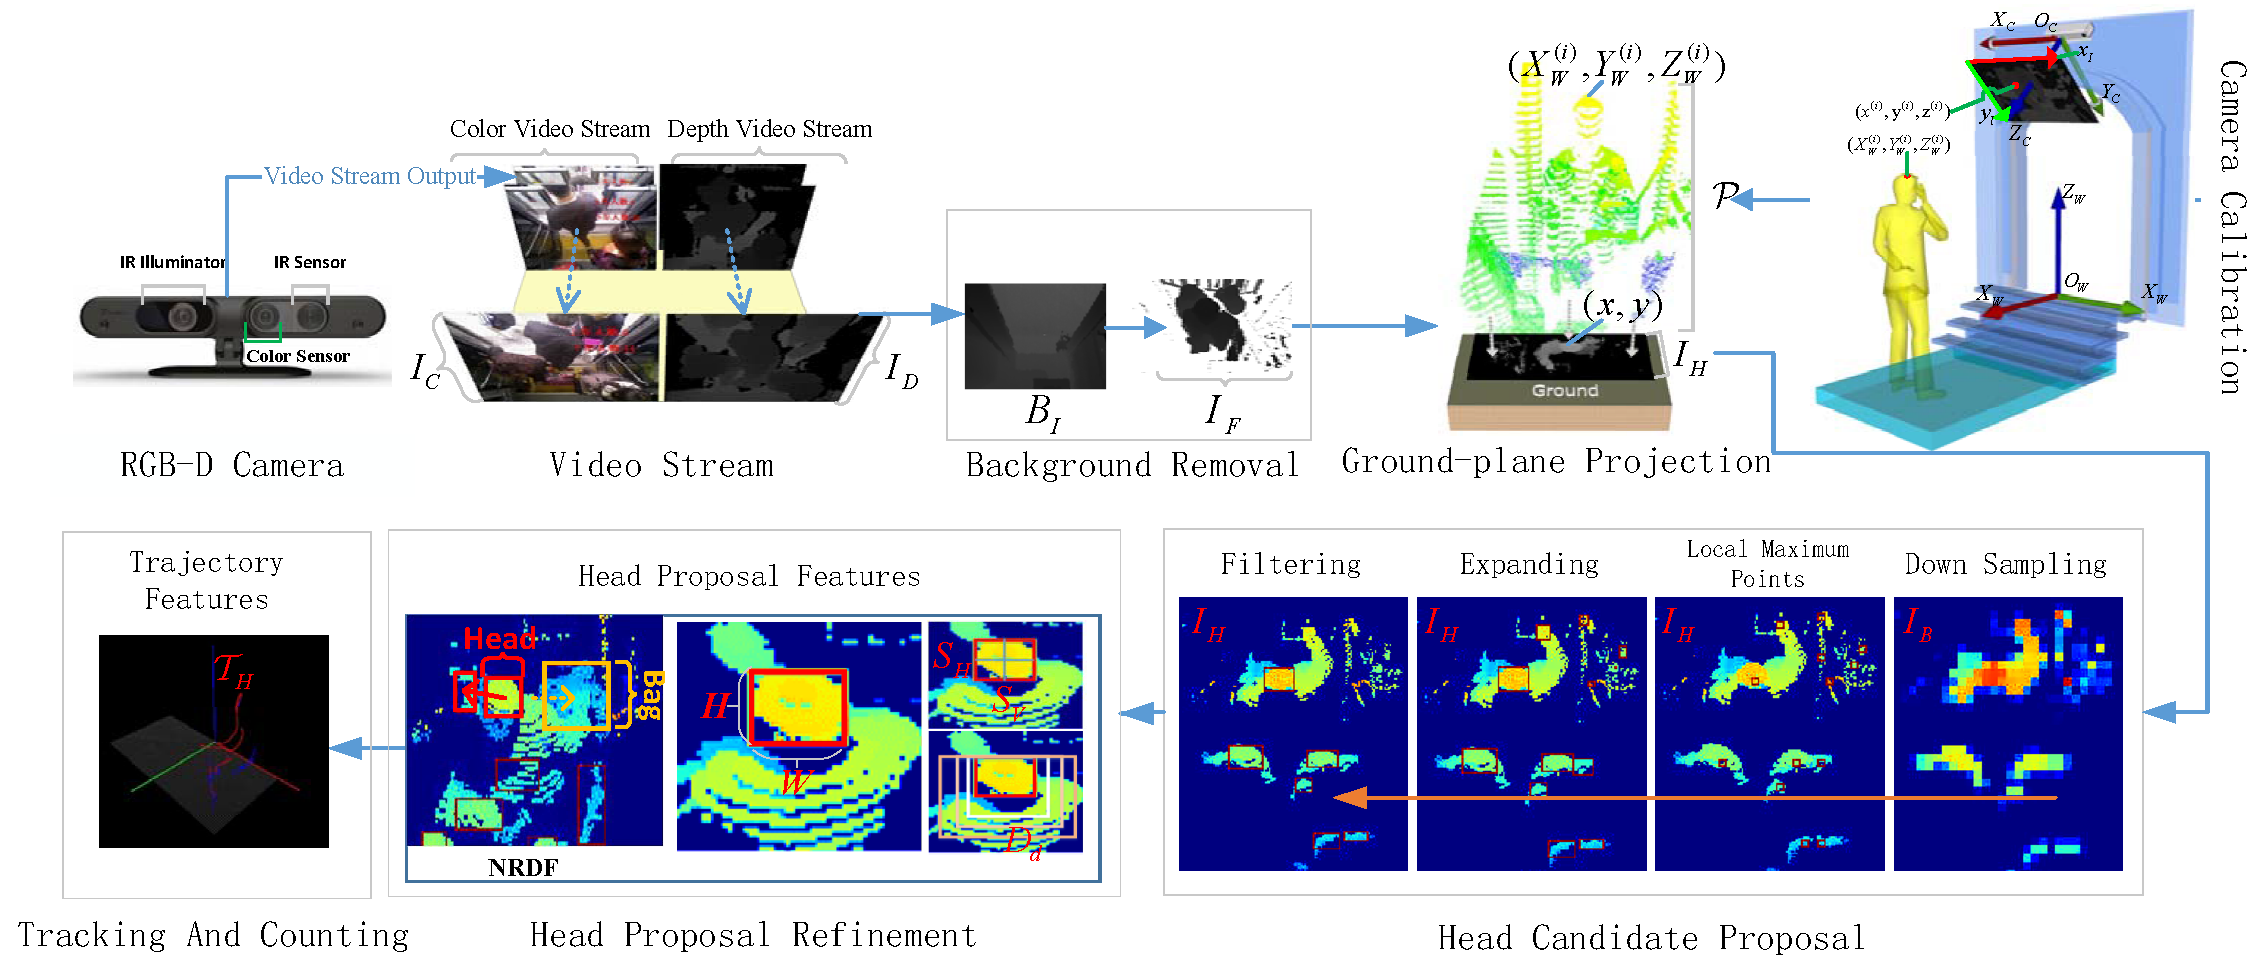 Color Video Stream
Depth Video Stream
Video Stream Output
IR Illuminator
IR Sensor
Color Sensor
I_C
I_D
RGB-D Camera
Video Stream
B_I
I_F
Background Removal
(X_W^{(i)}, Y_W^{(i)}, Z_W^{(i)})
(x, y)
I_H
Ground
Ground-plane Projection
𝒫
X_C
O_C
x_I
Y_C
(x^{(i)}, y^{(i)}, z^{(i)})
y_I
Z_C
(X_W^{(i)}, Y_W^{(i)}, Z_W^{(i)})
Z_W
X_W
O_W
X_W
Camera Calibration
Trajectory
Features
𝒯_H
Tracking And Counting
Head Proposal Features
Head
Bag
NRDF
H
W
S_H
S_V
D_d
Head Proposal Refinement
Filtering
Expanding
Local Maximum
Points
Down Sampling
I_H
I_H
I_H
I_B
Head Candidate Proposal